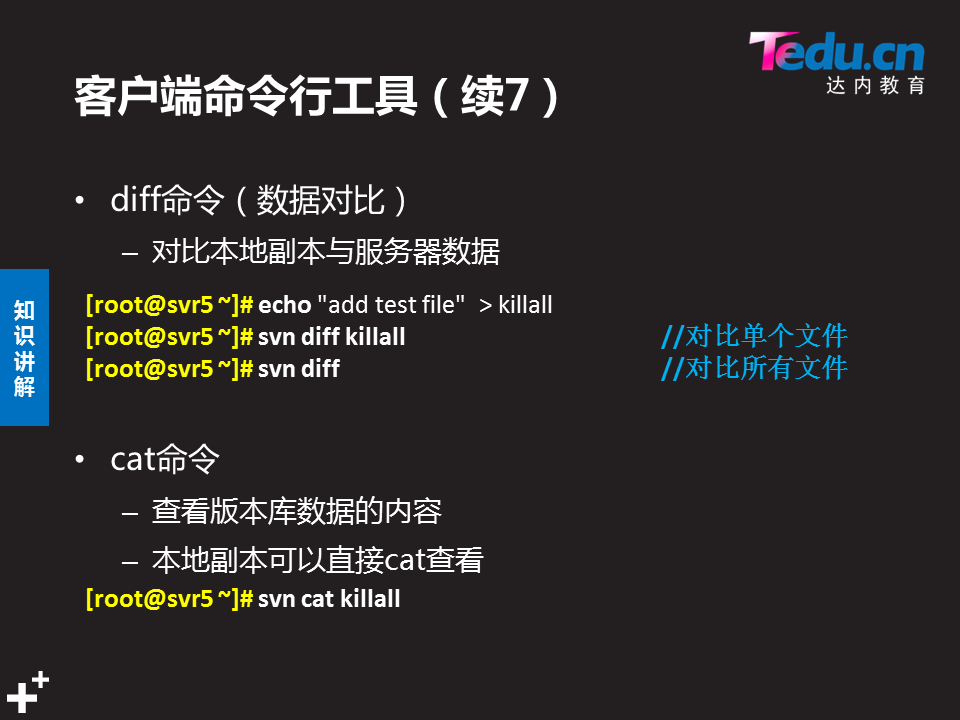 Tedu.cn
达内教育
客户端命令行工具（续7）
• diff命令（数据对比）
– 对比本地副本与服务器数据
[root@svr5 ~]# echo "add test file" > killall
[root@svr5 ~]# svn diff killall //对比单个文件
[root@svr5 ~]# svn diff //对比所有文件
知识讲解
• cat命令
– 查看版本库数据的内容
– 本地副本可以直接cat查看
[root@svr5 ~]# svn cat killall